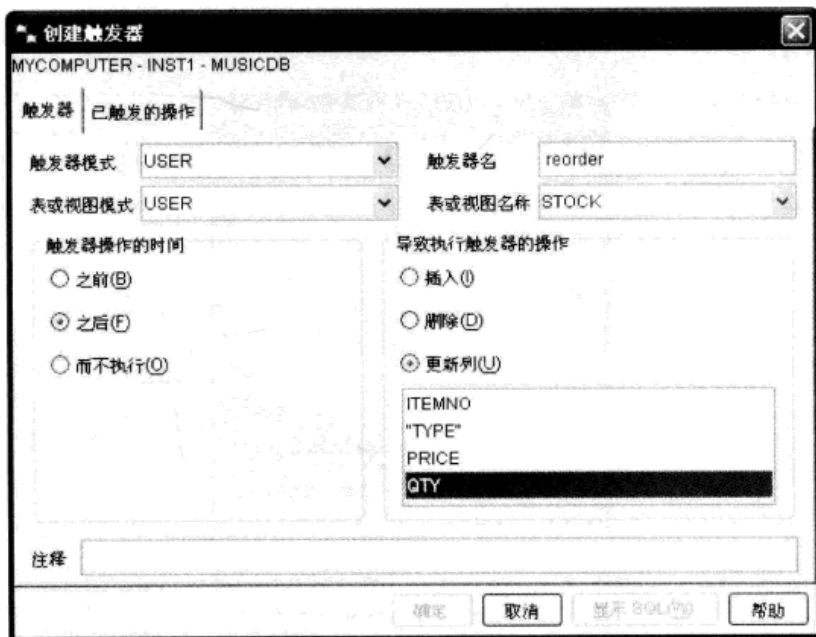 创建触发器
MYCOMPUTER - INST1 - MUSICDB
触发器 已触发的操作
触发器模式 USER 触发器名 reorder
表或视图模式 USER 表或视图名称 STOCK
触发器操作的时间 导致执行触发器的操作
之前(B) 插入(I)
之后(F) 删除(D)
而不执行(O) 更新列(U)
ITEMNO
"TYPE"
PRICE
QTY
注释
确定 取消 显示 SQL 帮助